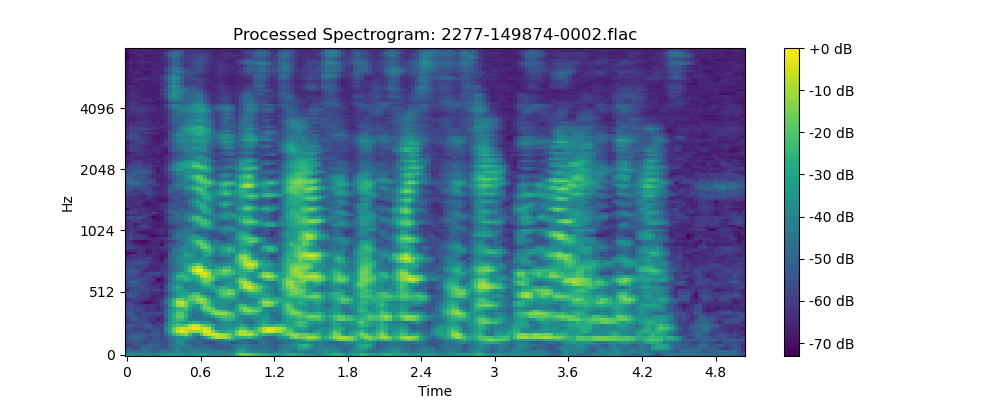 Processed Spectrogram: 2277-149874-0002.flac
Hz
4096
2048
1024
512
0
0 0.6 1.2 1.8 2.4 3 3.6 4.2 4.8
Time
+0 dB
-10 dB
-20 dB
-30 dB
-40 dB
-50 dB
-60 dB
-70 dB